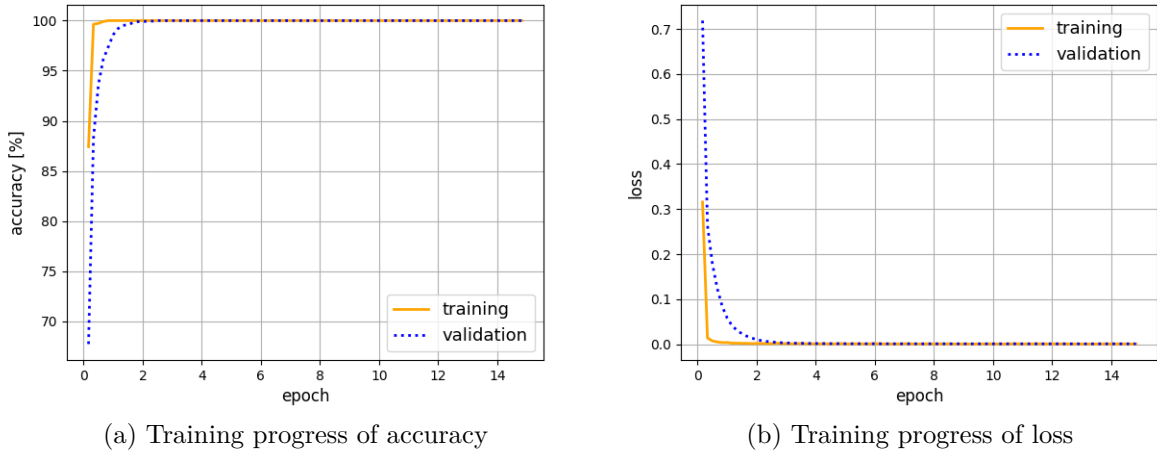 100
95
90
85
80
75
70
accuracy [%]
training
validation
0 2 4 6 8 10 12 14
epoch
(a) Training progress of accuracy
0.7
0.6
0.5
0.4
0.3
0.2
0.1
0.0
loss
training
validation
0 2 4 6 8 10 12 14
epoch
(b) Training progress of loss